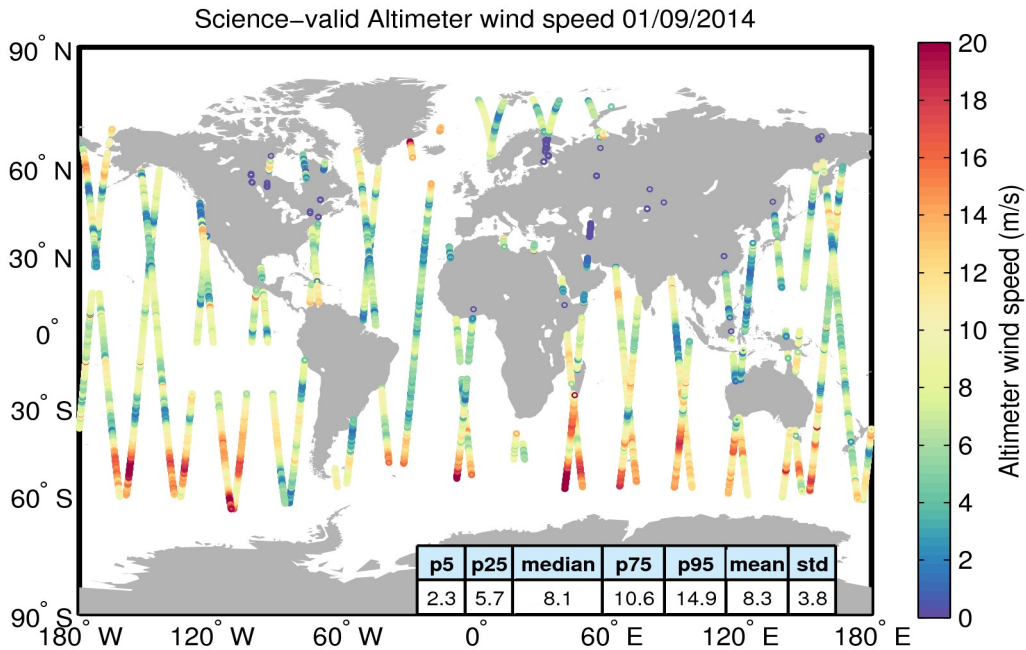 Science−valid Altimeter wind speed 01/09/2014
90° N
60° N
30° N
0°
30° S
60° S
90° S
180° W 120° W 60° W 0° 60° E 120° E 180° E
p5 p25 median p75 p95 mean std
2.3 5.7 8.1 10.6 14.9 8.3 3.8
20
18
16
14
12
10
8
6
4
2
0
Altimeter wind speed (m/s)